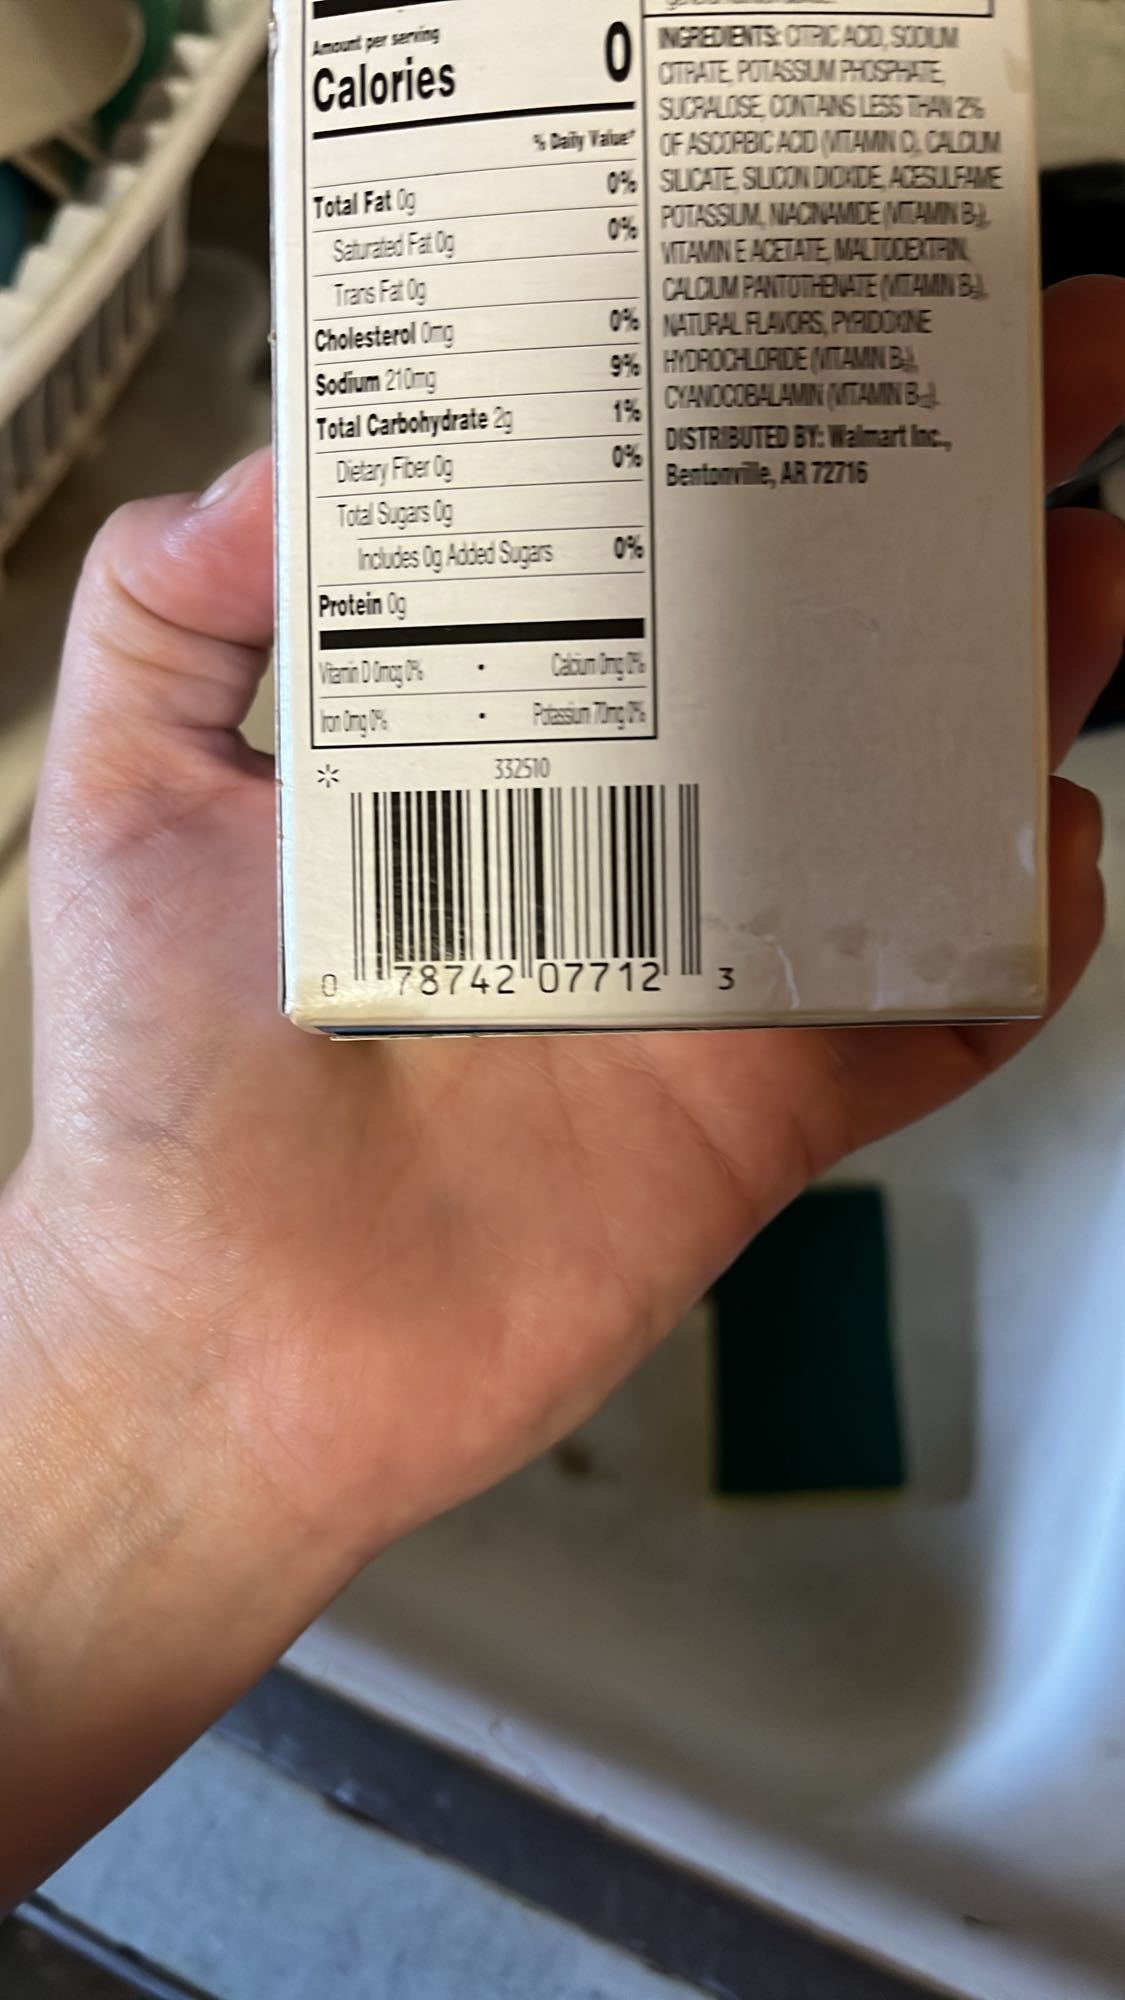 Amount per serving
Calories 0
% Daily Value*
Total Fat 0g 0%
Saturated Fat 0g 0%
Trans Fat 0g
Cholesterol 0mg 0%
Sodium 210mg 9%
Total Carbohydrate 2g 1%
Dietary Fiber 0g 0%
Total Sugars 0g
Includes 0g Added Sugars 0%
Protein 0g
Vitamin D 0mcg 0% • Calcium 0mg 0%
Iron 0mg 0% • Potassium 70mg 0%
332510
0 78742 07712 3
INGREDIENTS: CITRIC ACID, SODIUM
CITRATE, POTASSIUM PHOSPHATE,
SUCRALOSE, CONTAINS LESS THAN 2%
OF ASCORBIC ACID (VITAMIN C), CALCIUM
SILICATE, SILICON DIOXIDE, ACESULFAME
POTASSIUM, NIACINAMIDE (VITAMIN B₃),
VITAMIN E ACETATE, MALTODEXTRIN,
CALCIUM PANTOTHENATE (VITAMIN B₅),
NATURAL FLAVORS, PYRIDOXINE
HYDROCHLORIDE (VITAMIN B₆),
CYANOCOBALAMIN (VITAMIN B₁₂).
DISTRIBUTED BY: Walmart Inc.,
Bentonville, AR 72716